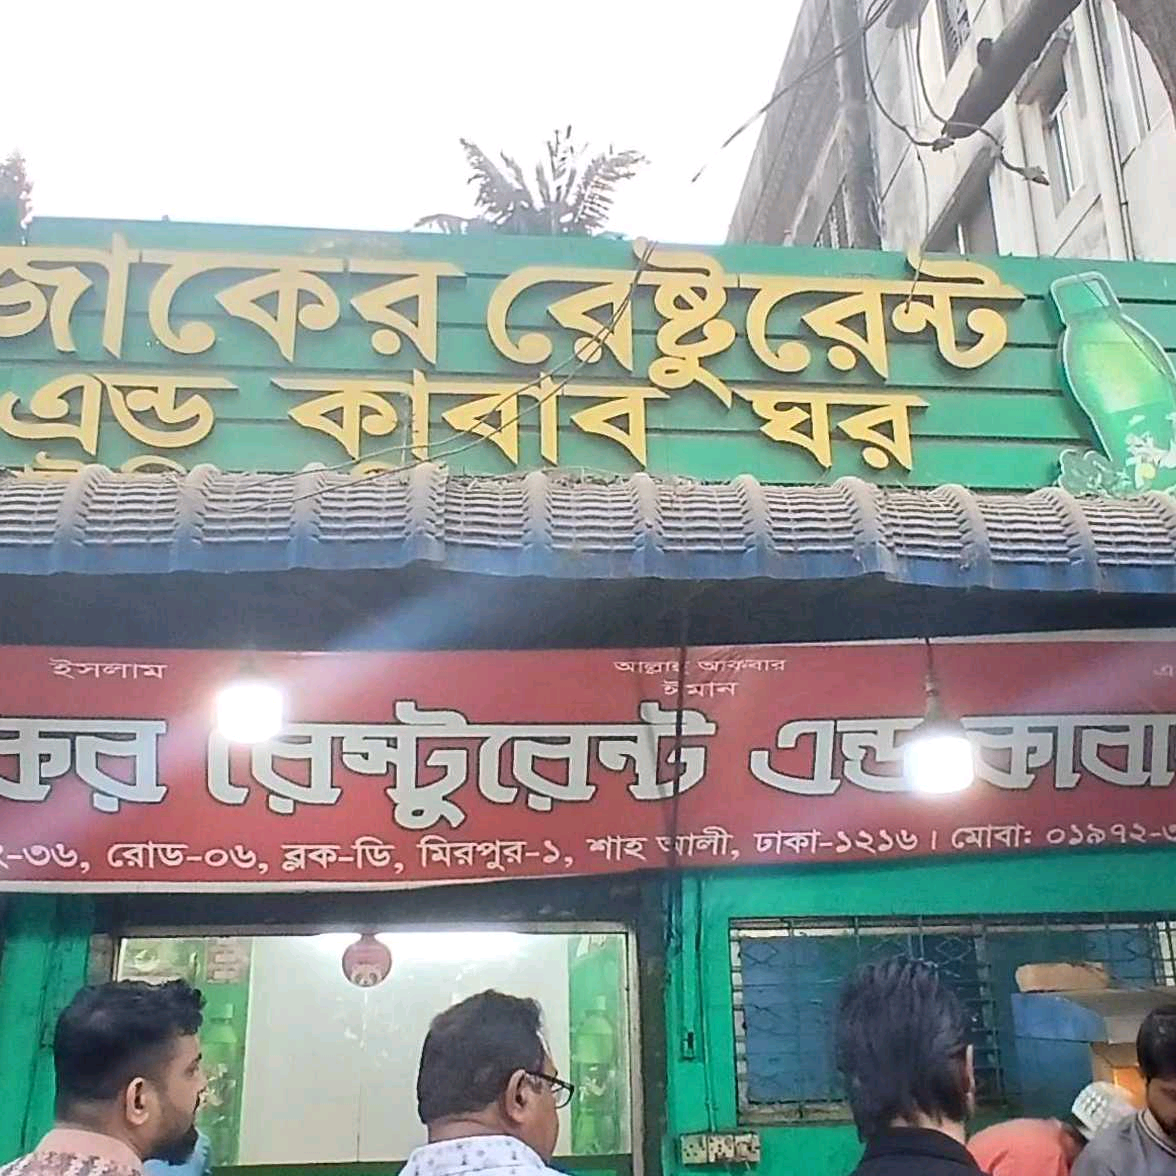 জাকের রেষ্টুরেন্ট
এন্ড কাবাব ঘর
ইসলাম
আল্লাহু আকবার
ঈমান
কের রেস্টুরেন্ট এন্ড কাবা
-৩৬, রোড-০৬, ব্লক-ডি, মিরপুর-১, শাহ আলী, ঢাকা-১২১৬। মোবা: ০১৯৭২-